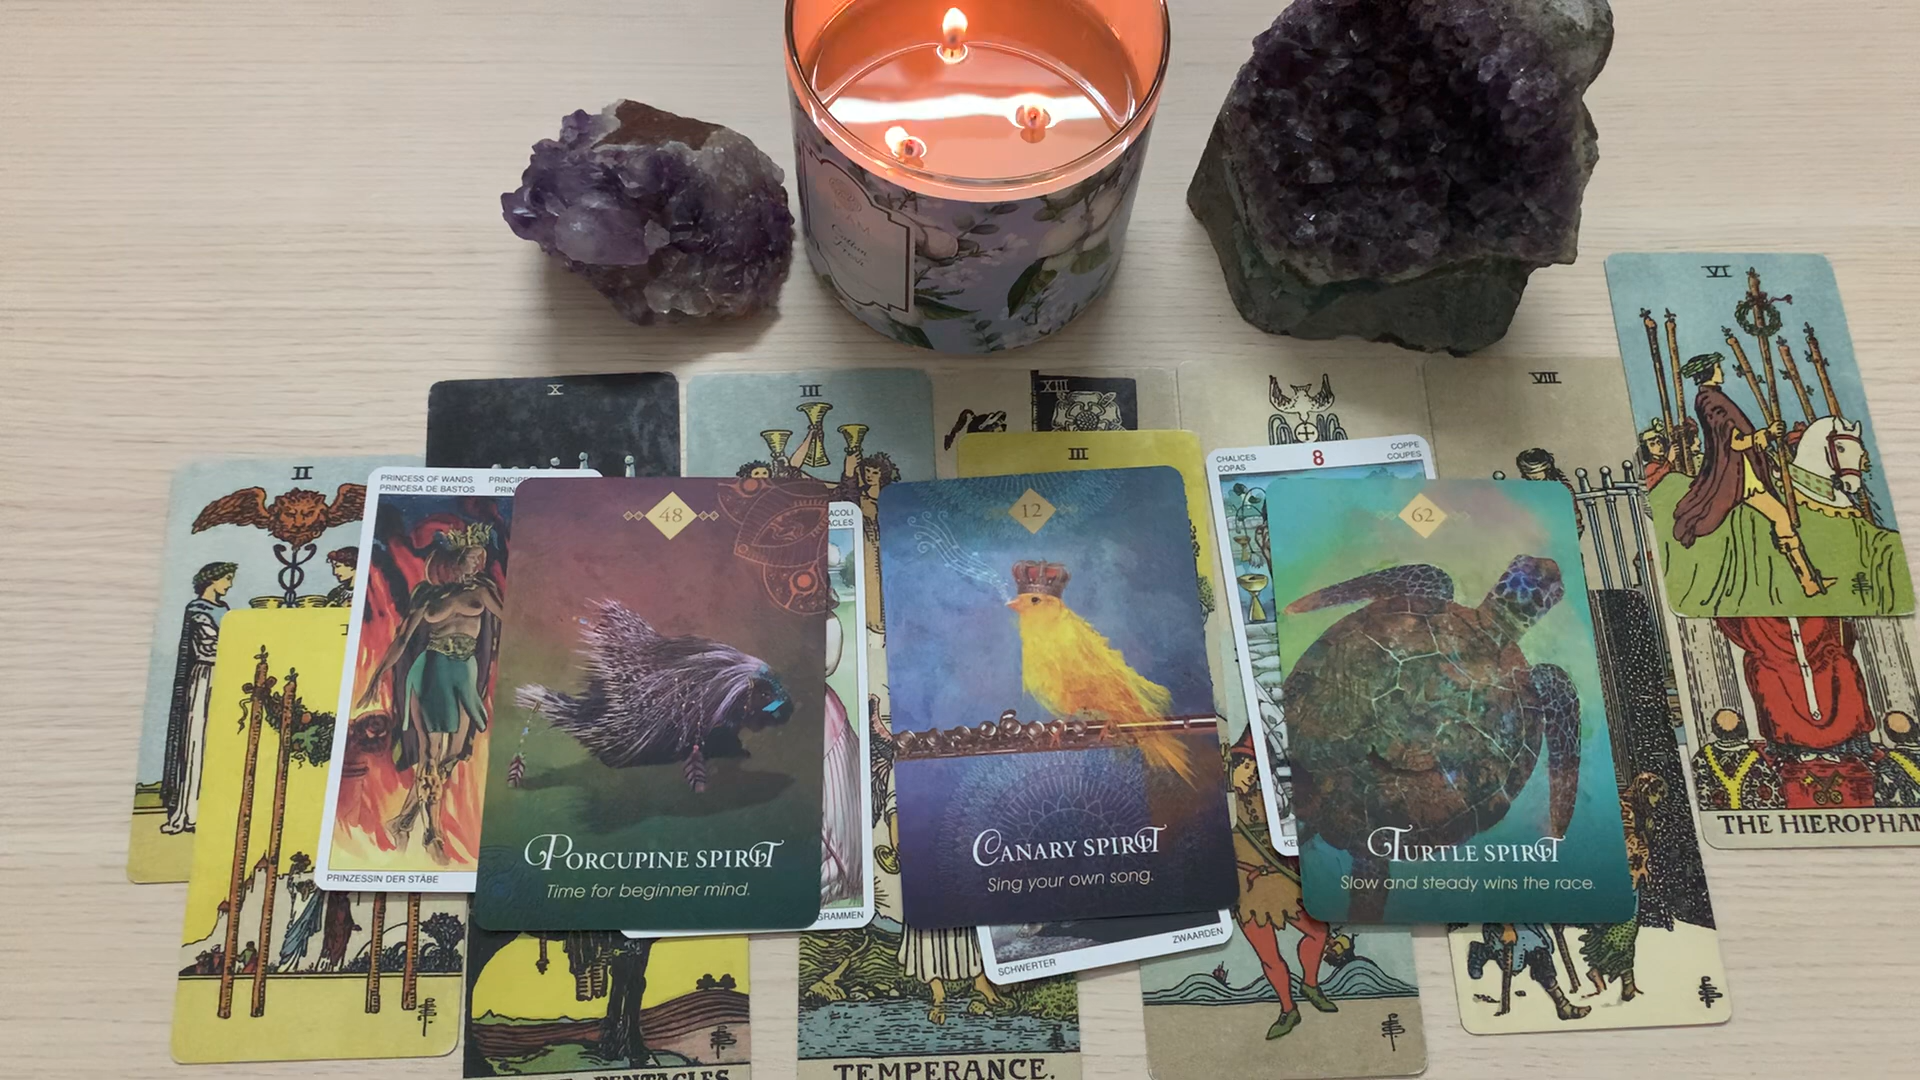 VI
X
III
XIII
VIII
II
PRINCESS OF WANDS
PRINCESA DE BASTOS
III
CHALICES
COPAS
8
COPPE
COUPES
48
12
62
PORCUPINE SPIRIT
Time for beginner mind.
CANARY SPIRIT
Sing your own song.
TURTLE SPIRIT
Slow and steady wins the race.
PRINZESSIN DER STÄBE
SCHWERTER
ZWAARDEN
PENTACLES
TEMPERANCE.